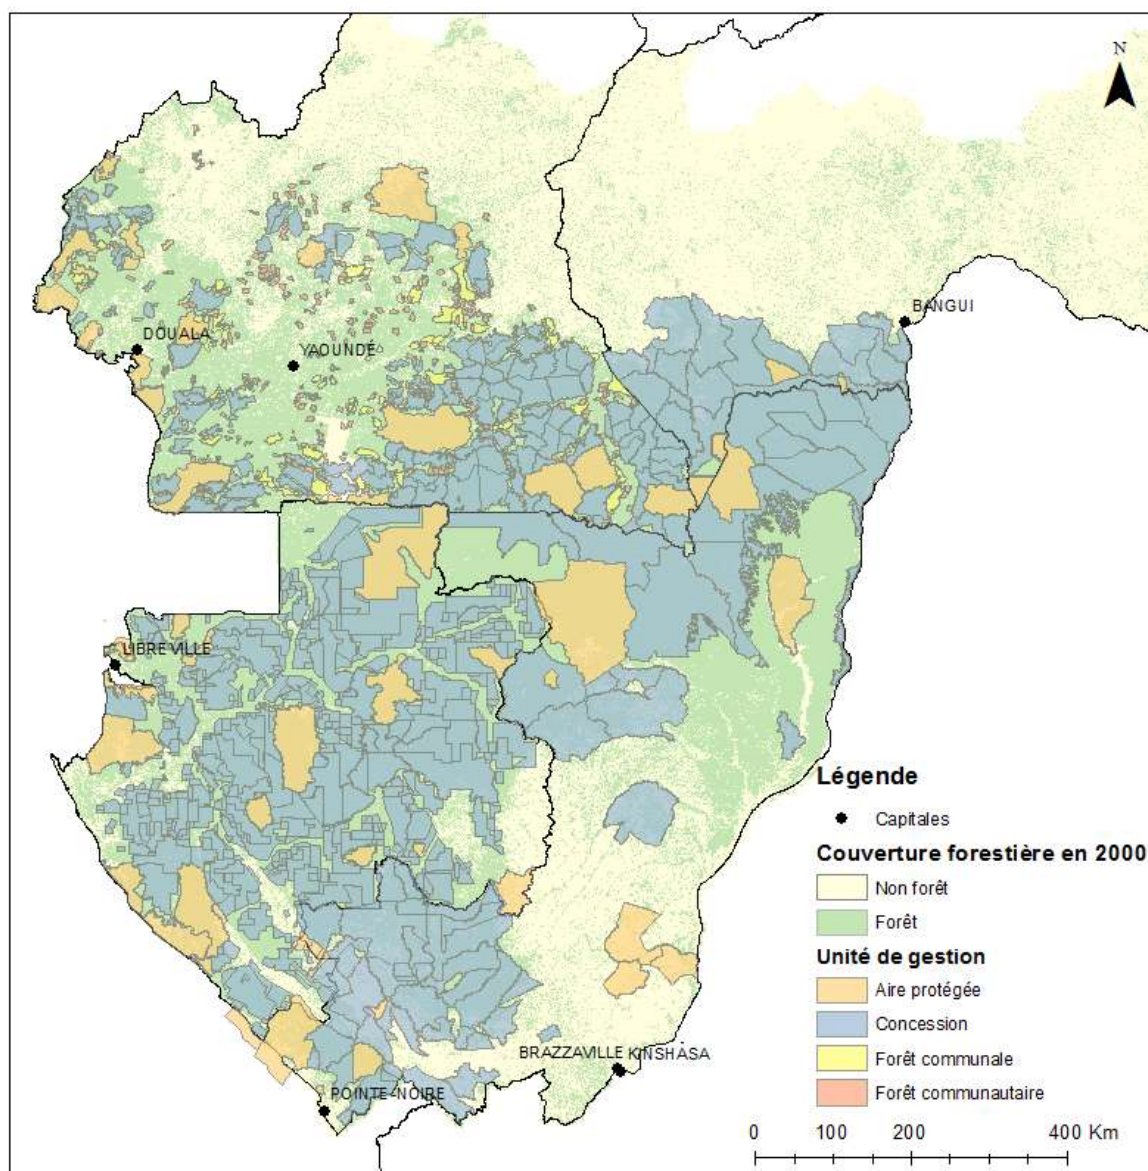 N
BANGUI
DOUALA
YAOUNDÉ
LIBREVILLE
Légende
Capitales
Couverture forestière en 2000
Non forêt
Forêt
Unité de gestion
Aire protégée
Concession
Forêt communale
Forêt communautaire
BRAZZAVILLE KINSHASA
POINTE-NOIRE
0 100 200 400 Km